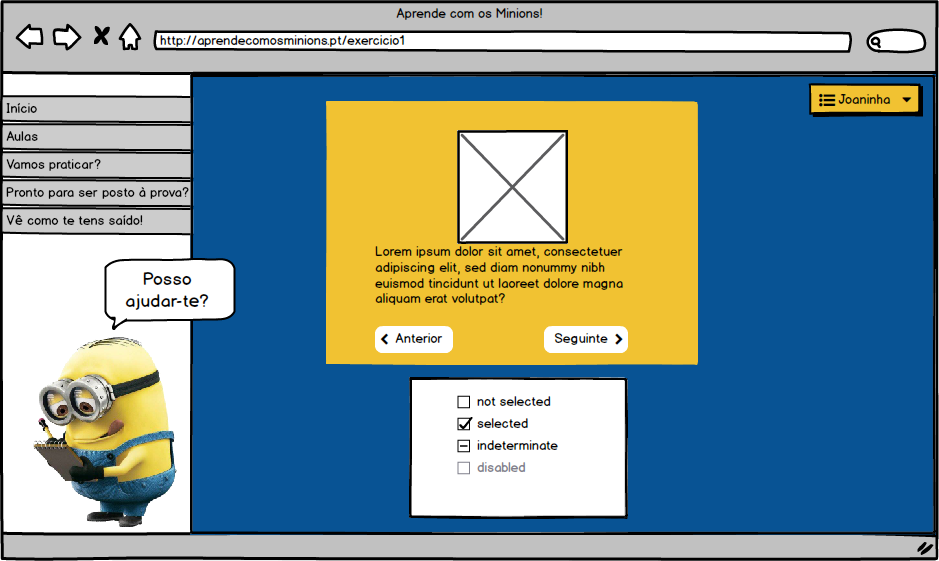 Aprende com os Minions!
http://aprendecomosminions.pt/exercicio1
Joaninha
Início
Aulas
Vamos praticar?
Pronto para ser posto à prova?
Vê como te tens saído!
Posso
ajudar-te?
Lorem ipsum dolor sit amet, consectetuer
adipiscing elit, sed diam nonummy nibh
euismod tincidunt ut laoreet dolore magna
aliquam erat volutpat?
Anterior
Seguinte
not selected
selected
indeterminate
disabled